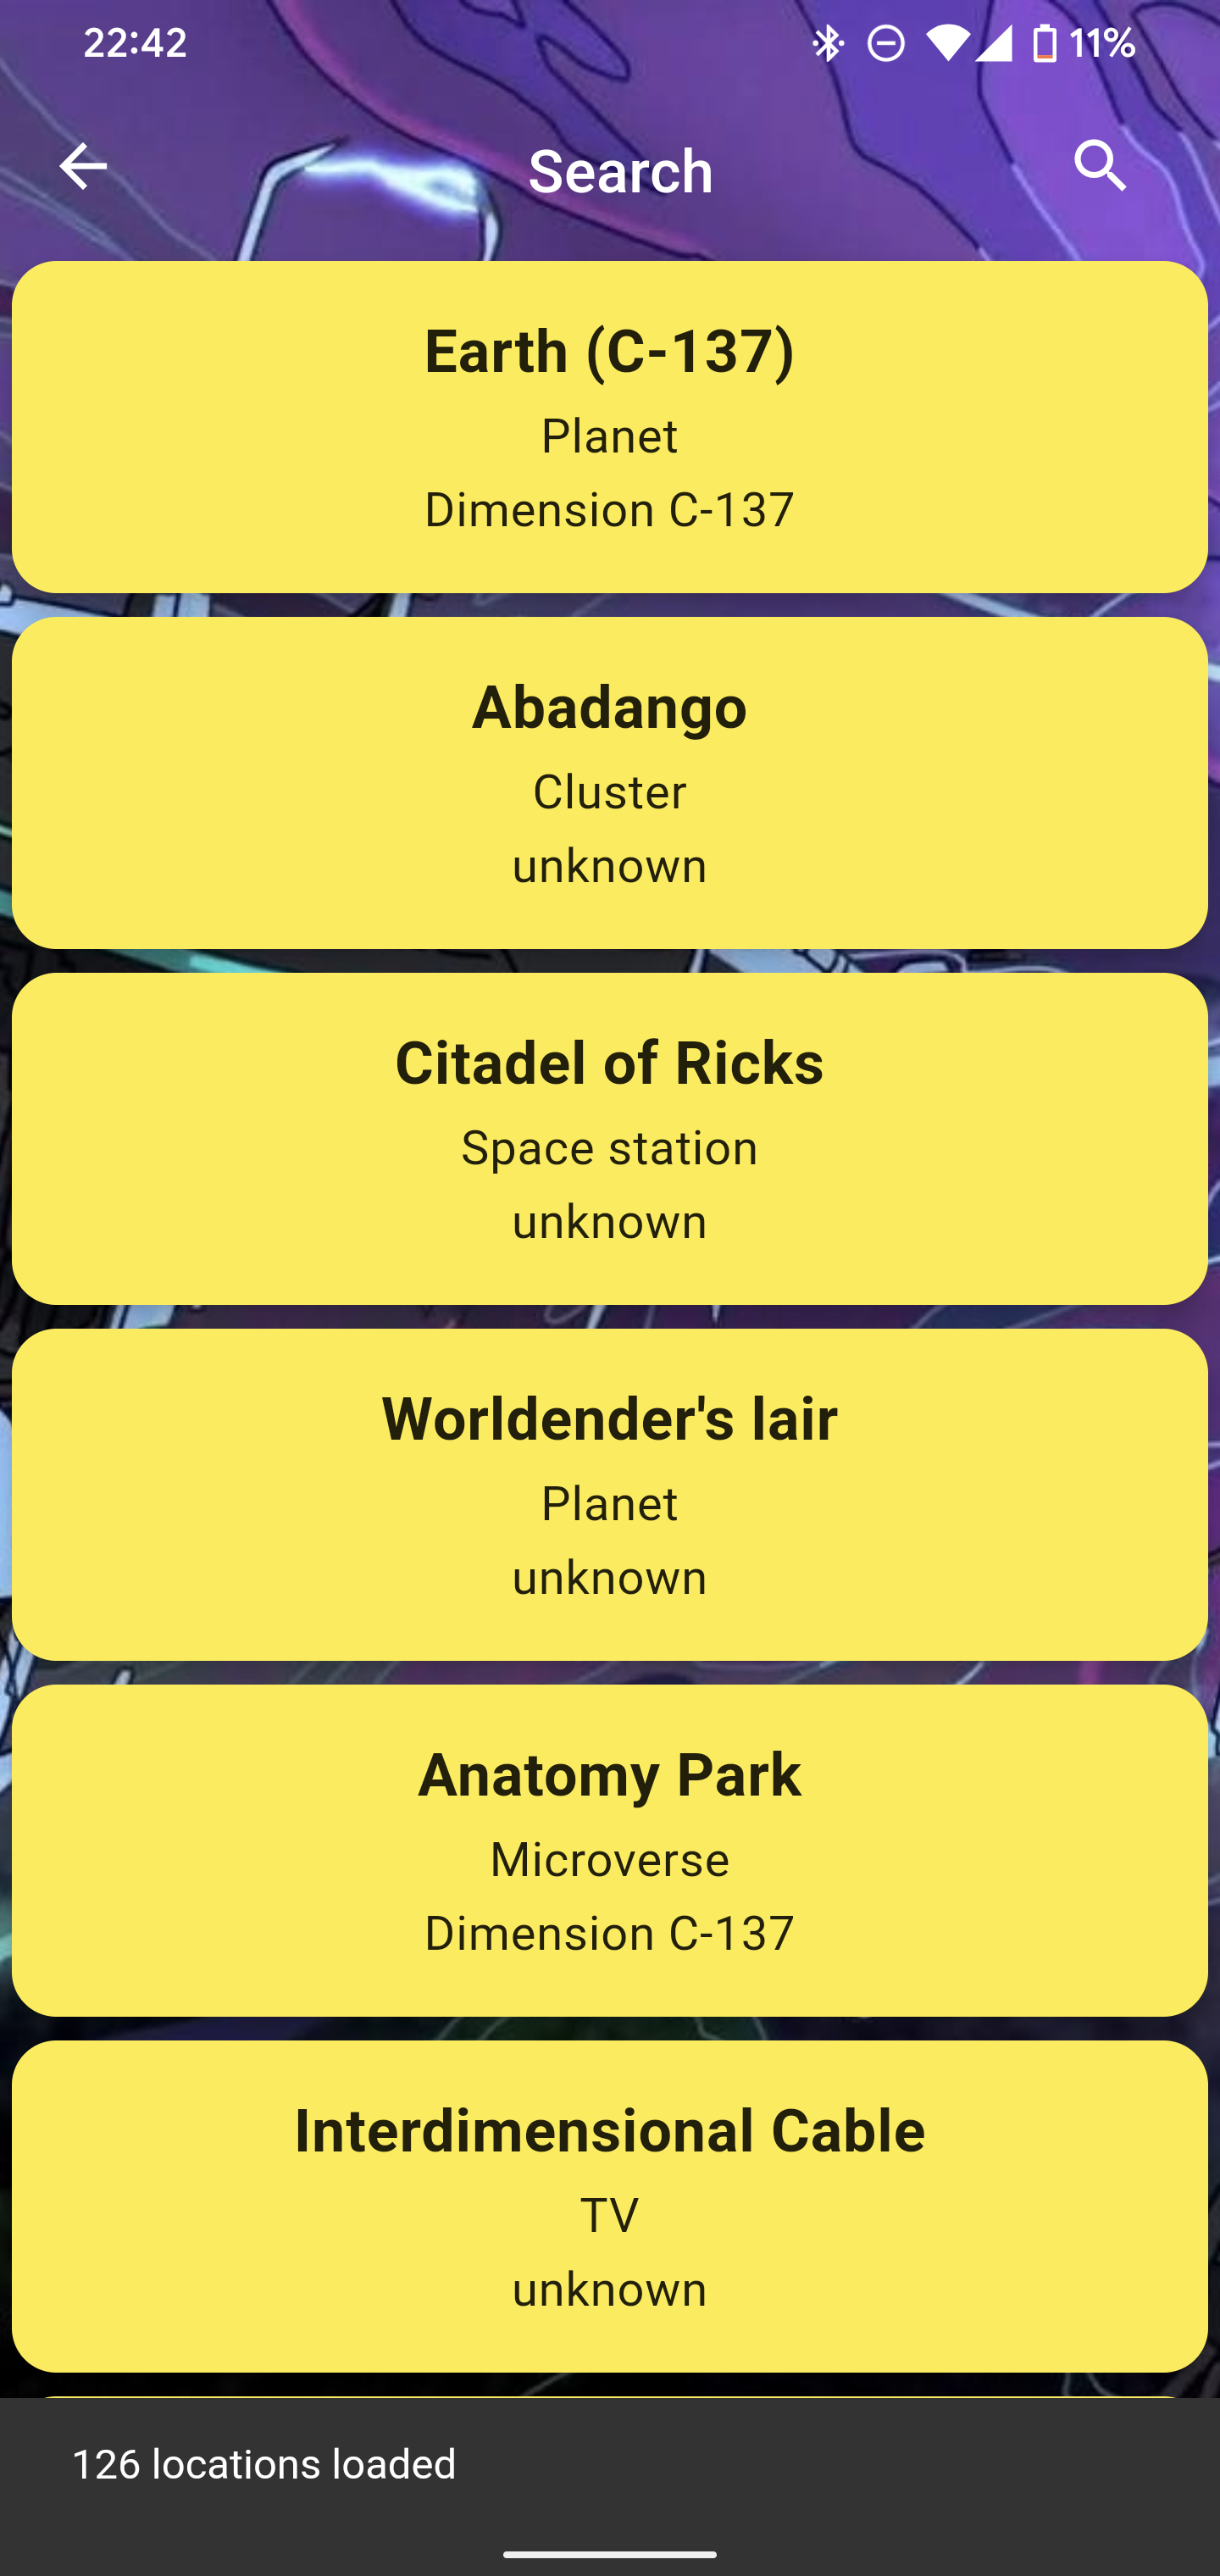 22:42
11%
Search
Earth (C-137)
Planet
Dimension C-137
Abadango
Cluster
unknown
Citadel of Ricks
Space station
unknown
Worldender's lair
Planet
unknown
Anatomy Park
Microverse
Dimension C-137
Interdimensional Cable
TV
unknown
126 locations loaded